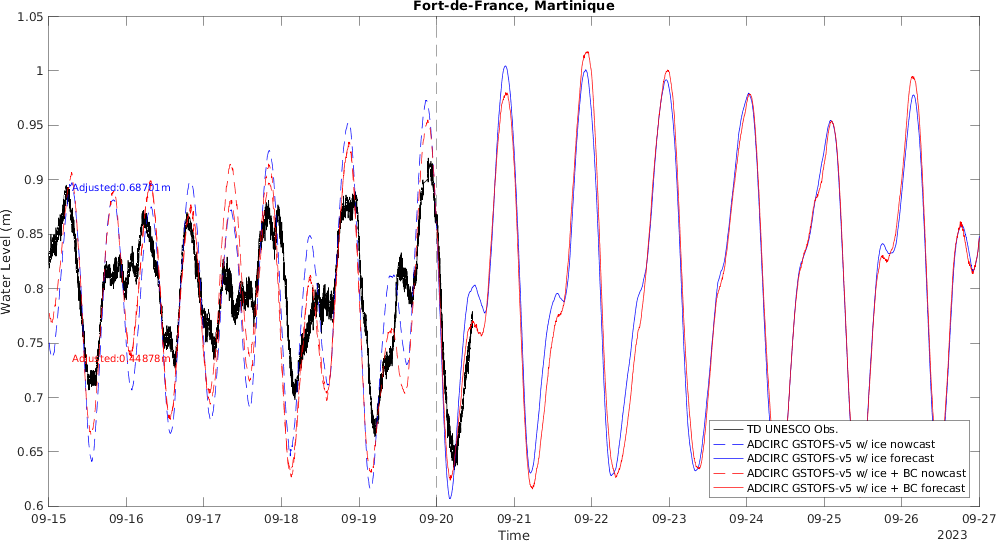 Fort-de-France, Martinique
1.05
1
0.95
0.9
0.85
0.8
0.75
0.7
0.65
0.6
Water Level (m)
Adjusted:0.68701m
Adjusted:0.44878m
TD UNESCO Obs.
ADCIRC GSTOFS-v5 w/ ice nowcast
ADCIRC GSTOFS-v5 w/ ice forecast
ADCIRC GSTOFS-v5 w/ ice + BC nowcast
ADCIRC GSTOFS-v5 w/ ice + BC forecast
09-15 09-16 09-17 09-18 09-19 09-20 09-21 09-22 09-23 09-24 09-25 09-26 09-27
Time
2023